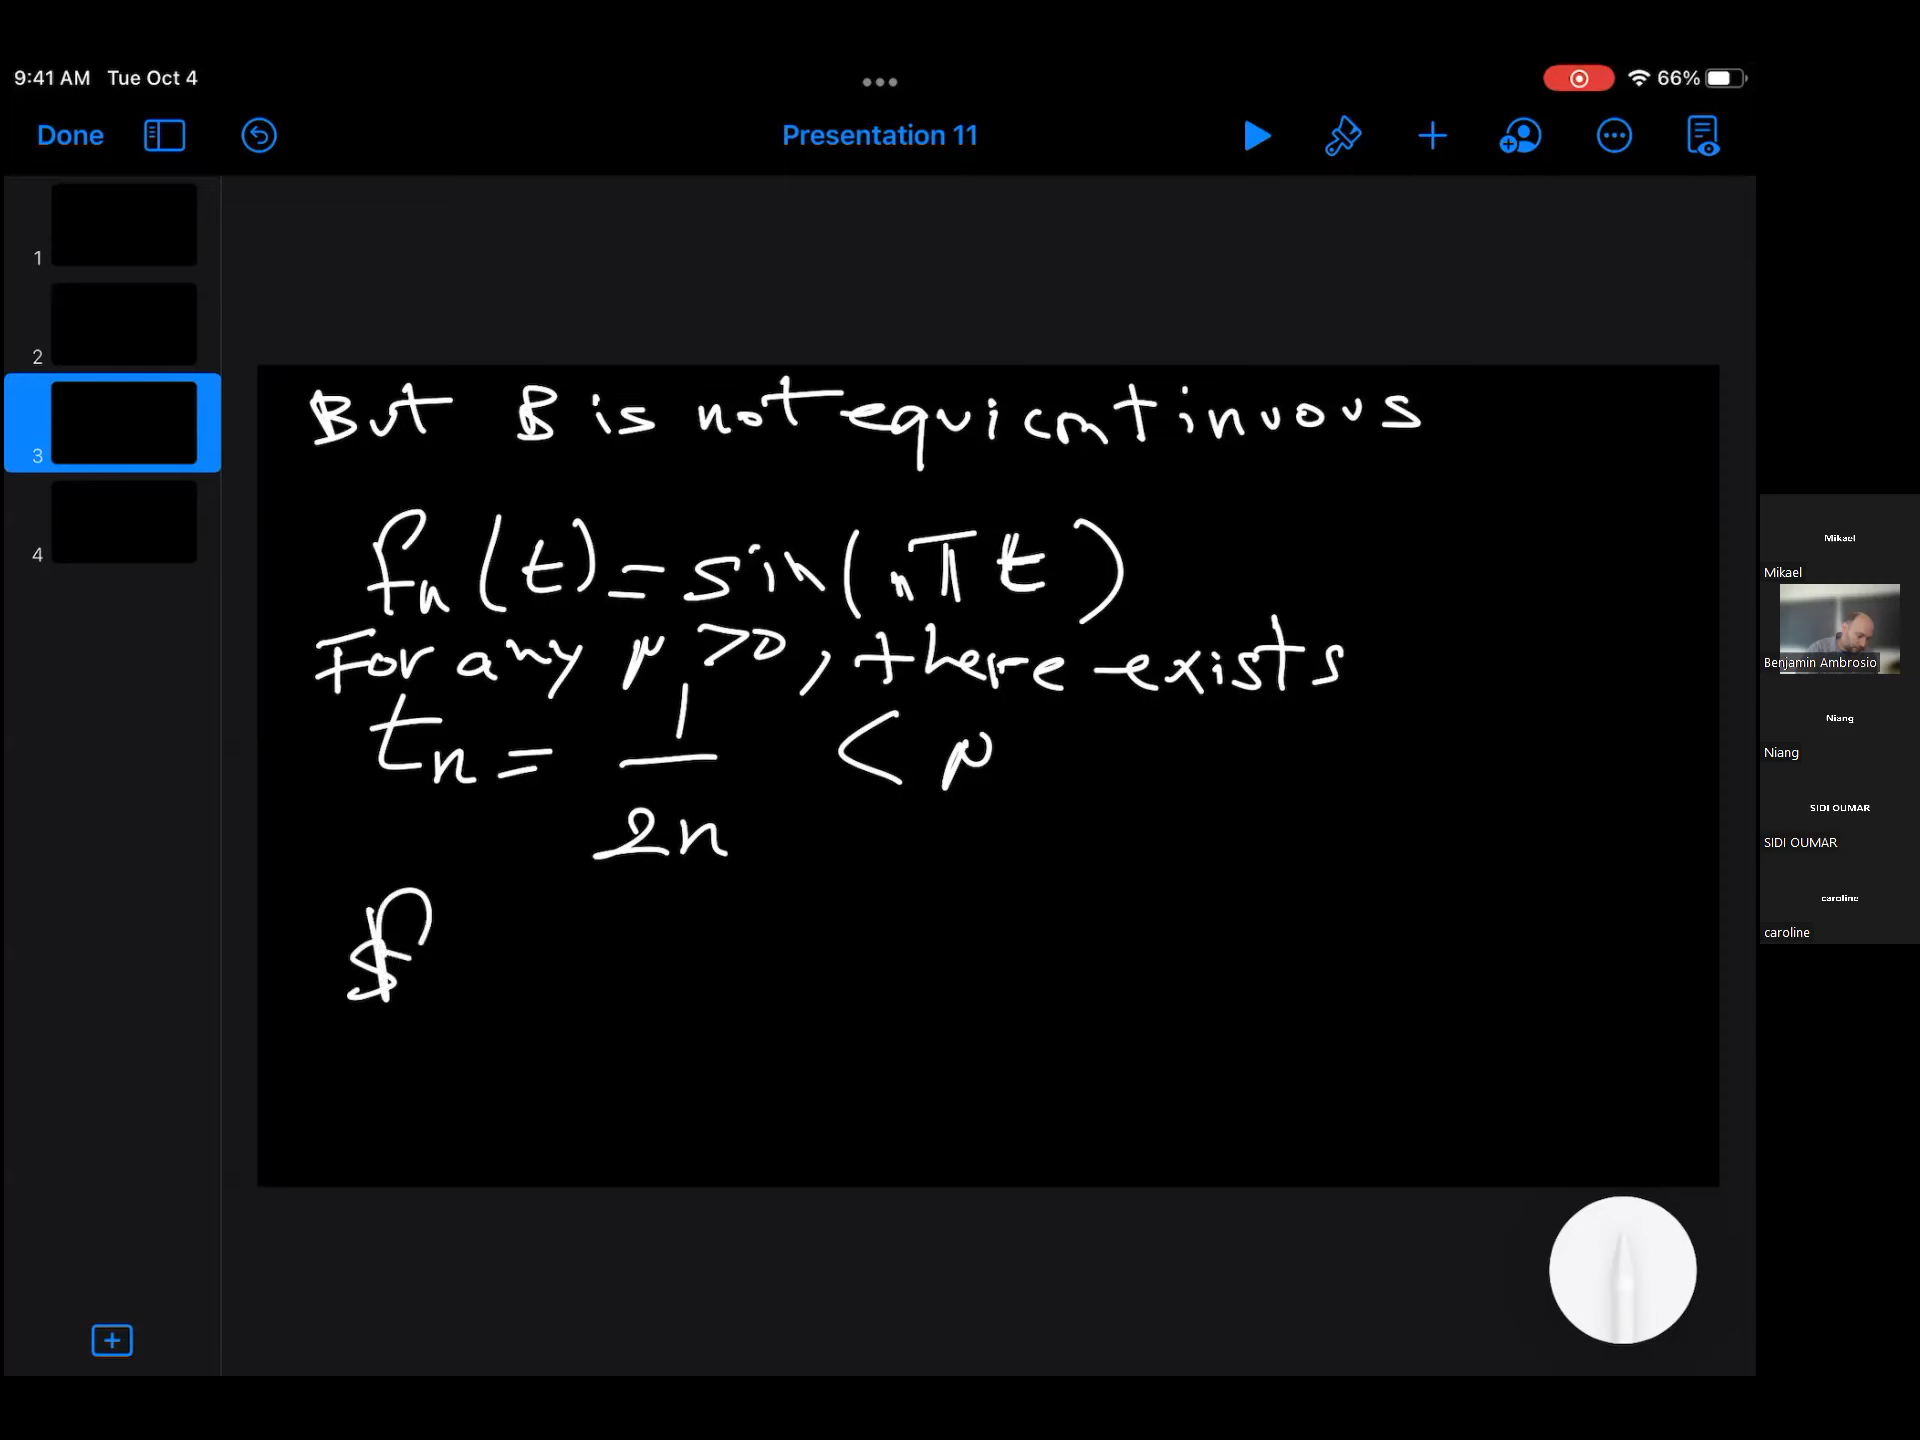 9:41 AM Tue Oct 4
66%
Done
Presentation 11
1
2
3
4
But B is not equicontinuous
fn(t) = sin(nπt)
For any μ >0, there exists
tn = 1/2n < μ
Mikael
Mikael
Benjamin Ambrosio
Niang
Niang
SIDI OUMAR
SIDI OUMAR
caroline
caroline